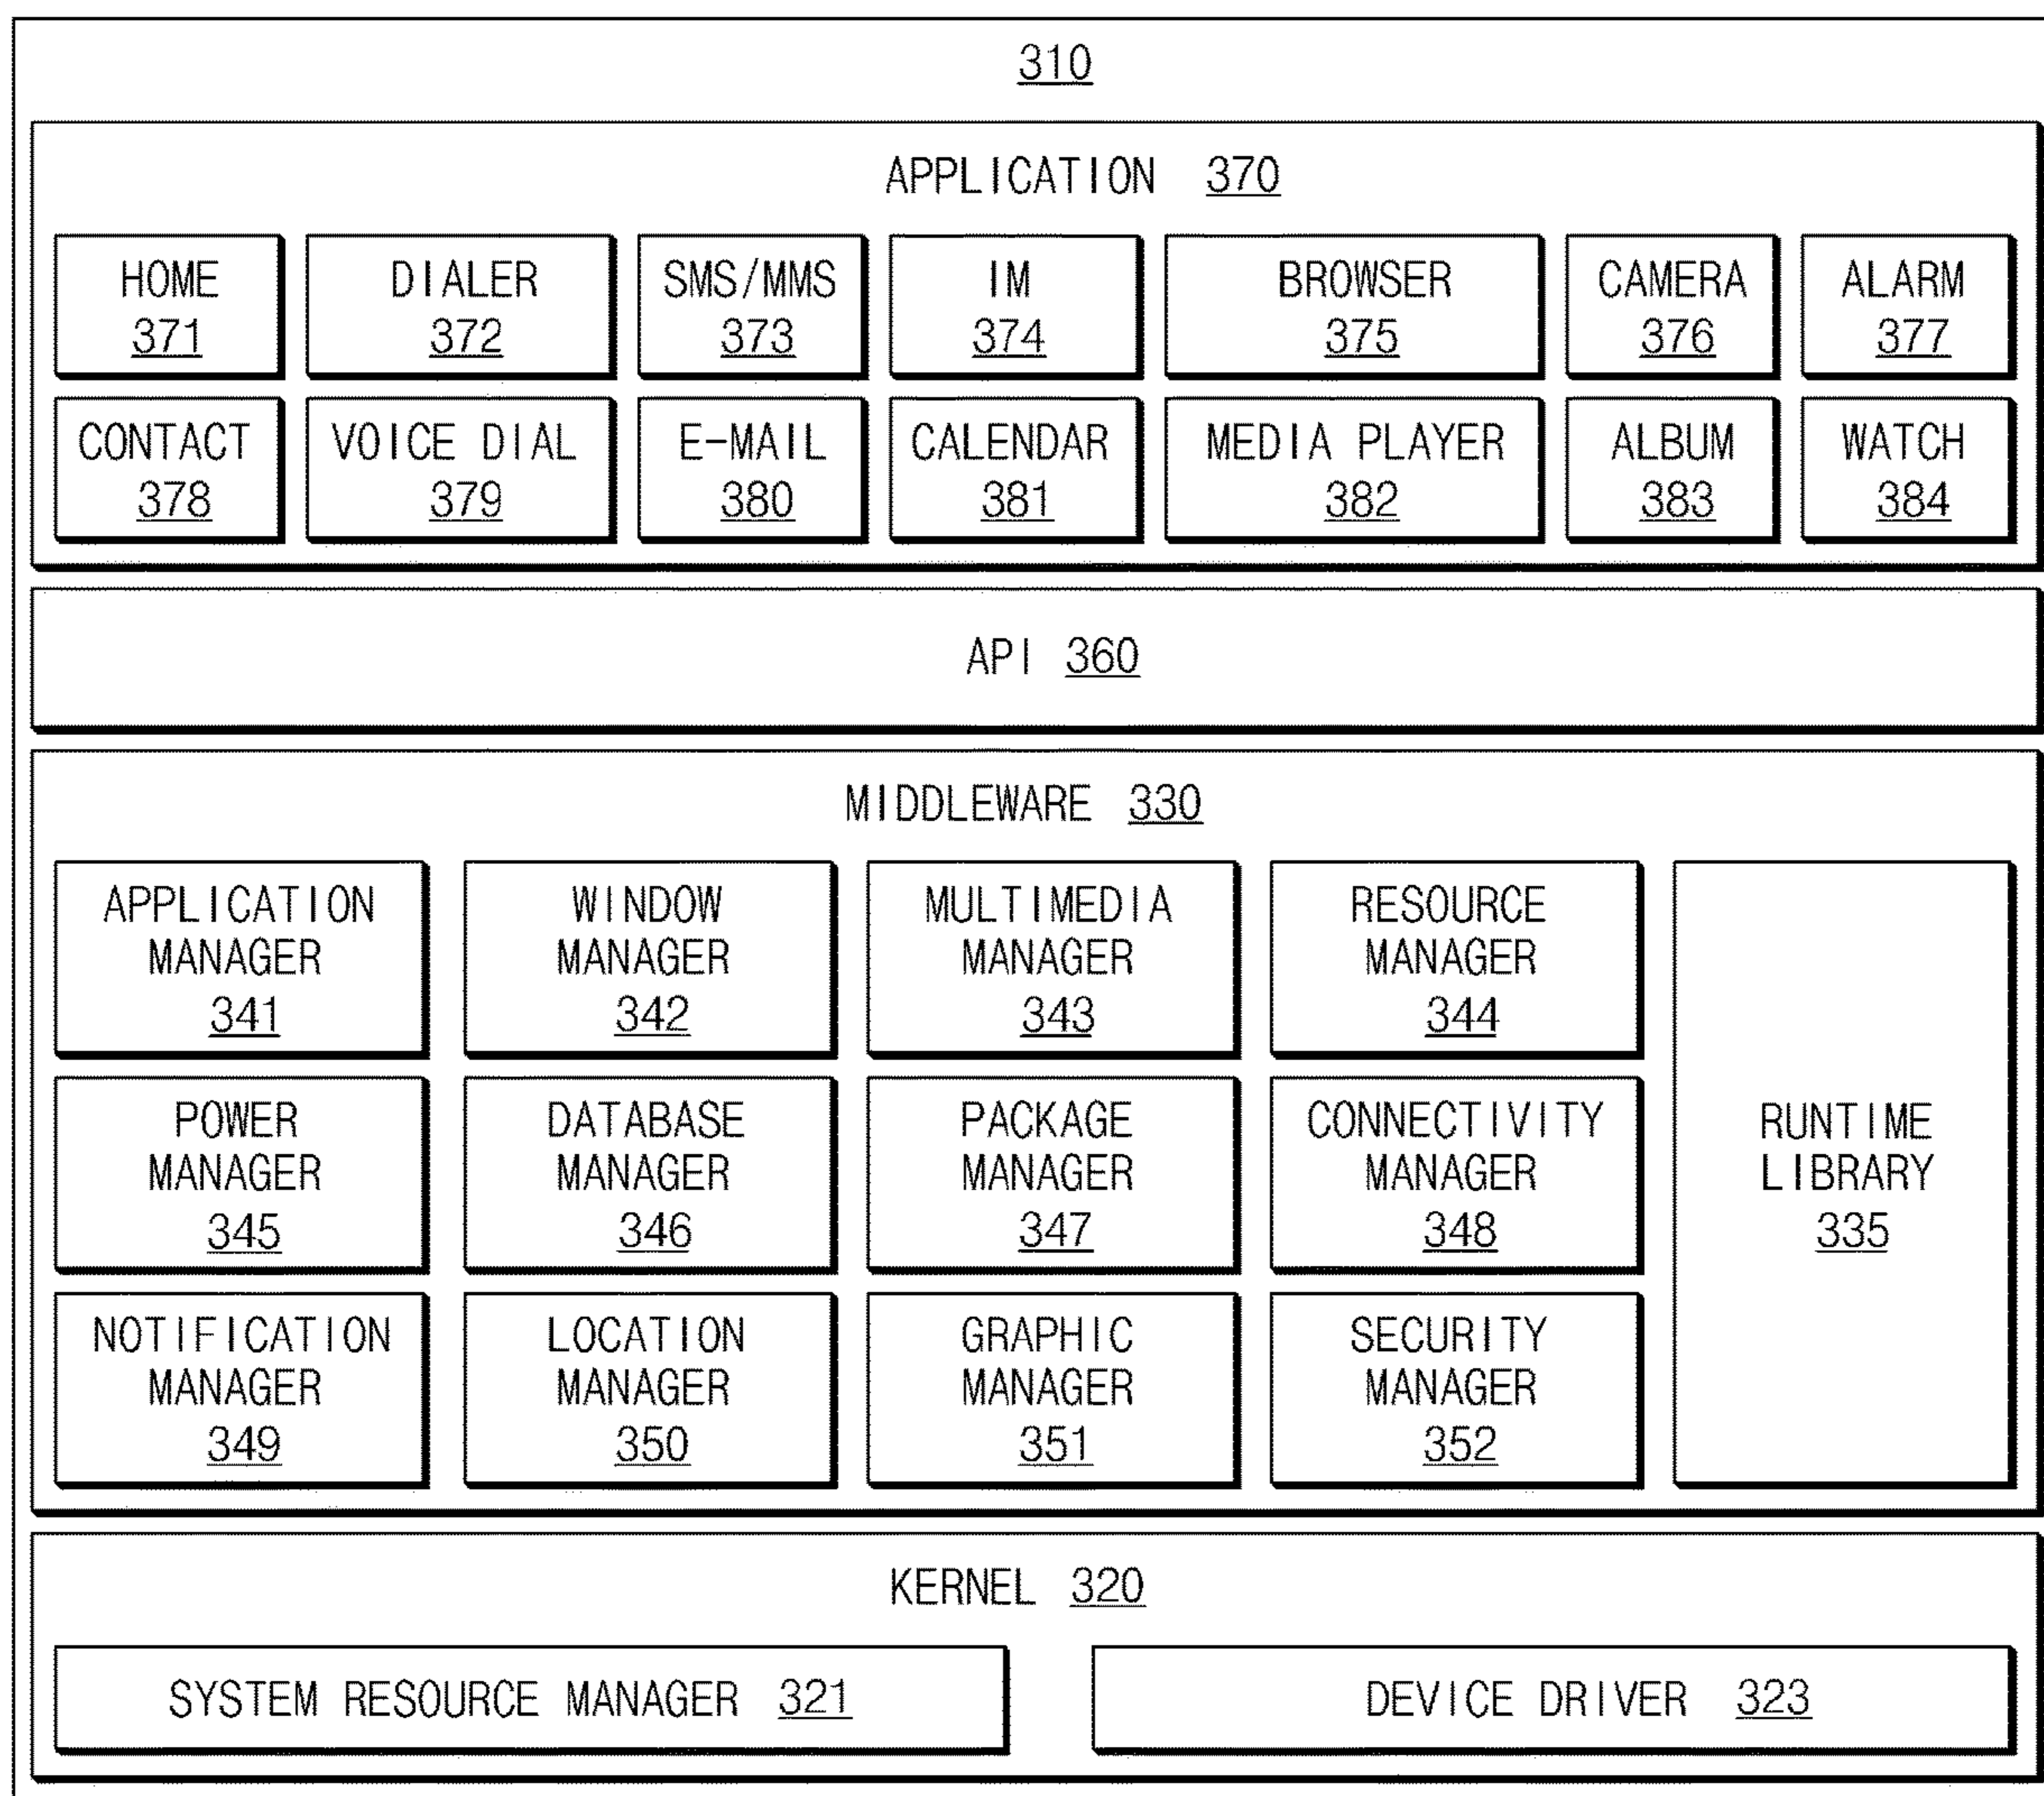 310
APPLICATION 370
HOME
371
DIALER
372
SMS/MMS
373
IM
374
BROWSER
375
CAMERA
376
ALARM
377
CONTACT
378
VOICE DIAL
379
E-MAIL
380
CALENDAR
381
MEDIA PLAYER
382
ALBUM
383
WATCH
384
API 360
MIDDLEWARE 330
APPLICATION
MANAGER
341
WINDOW
MANAGER
342
MULTIMEDIA
MANAGER
343
RESOURCE
MANAGER
344
POWER
MANAGER
345
DATABASE
MANAGER
346
PACKAGE
MANAGER
347
CONNECTIVITY
MANAGER
348
NOTIFICATION
MANAGER
349
LOCATION
MANAGER
350
GRAPHIC
MANAGER
351
SECURITY
MANAGER
352
RUNTIME
LIBRARY
335
KERNEL 320
SYSTEM RESOURCE MANAGER 321
DEVICE DRIVER 323